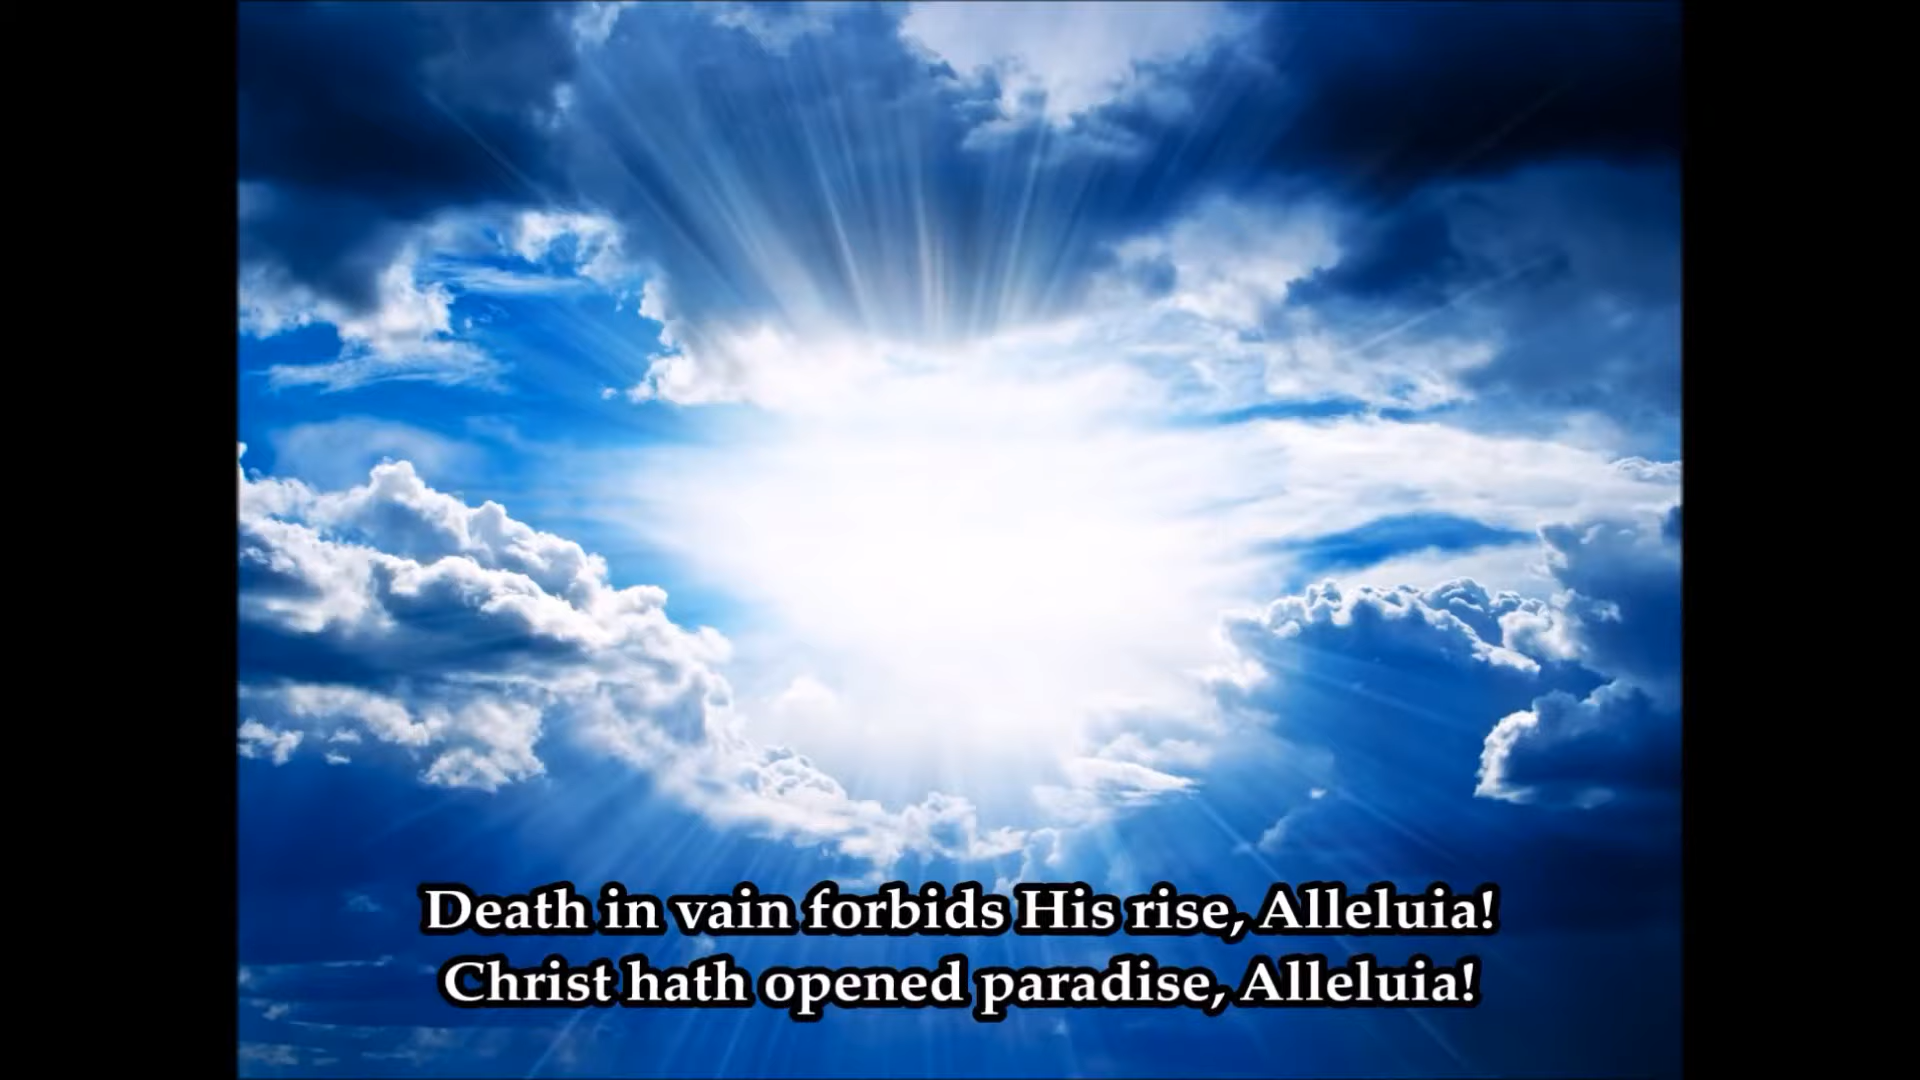 Death in vain forbids His rise, Alleluia!
Christ hath opened paradise, Alleluia!